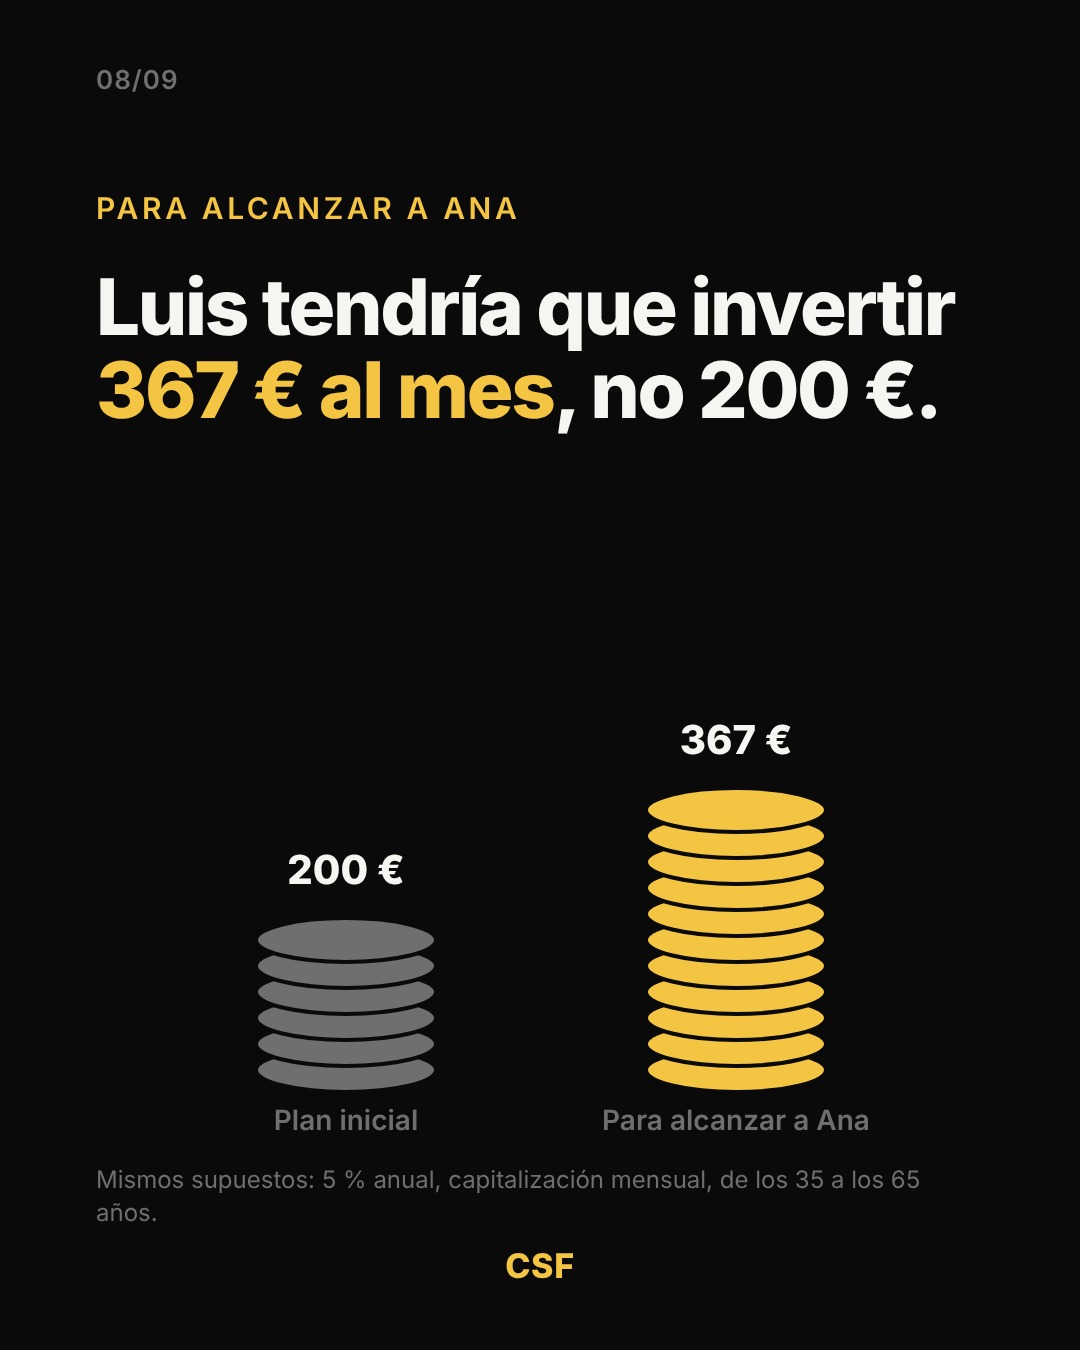 08/09
PARA ALCANZAR A ANA
Luis tendría que invertir
367 € al mes, no 200 €.
367 €
200 €
Plan inicial
Para alcanzar a Ana
Mismos supuestos: 5 % anual, capitalización mensual, de los 35 a los 65
años.
CSF